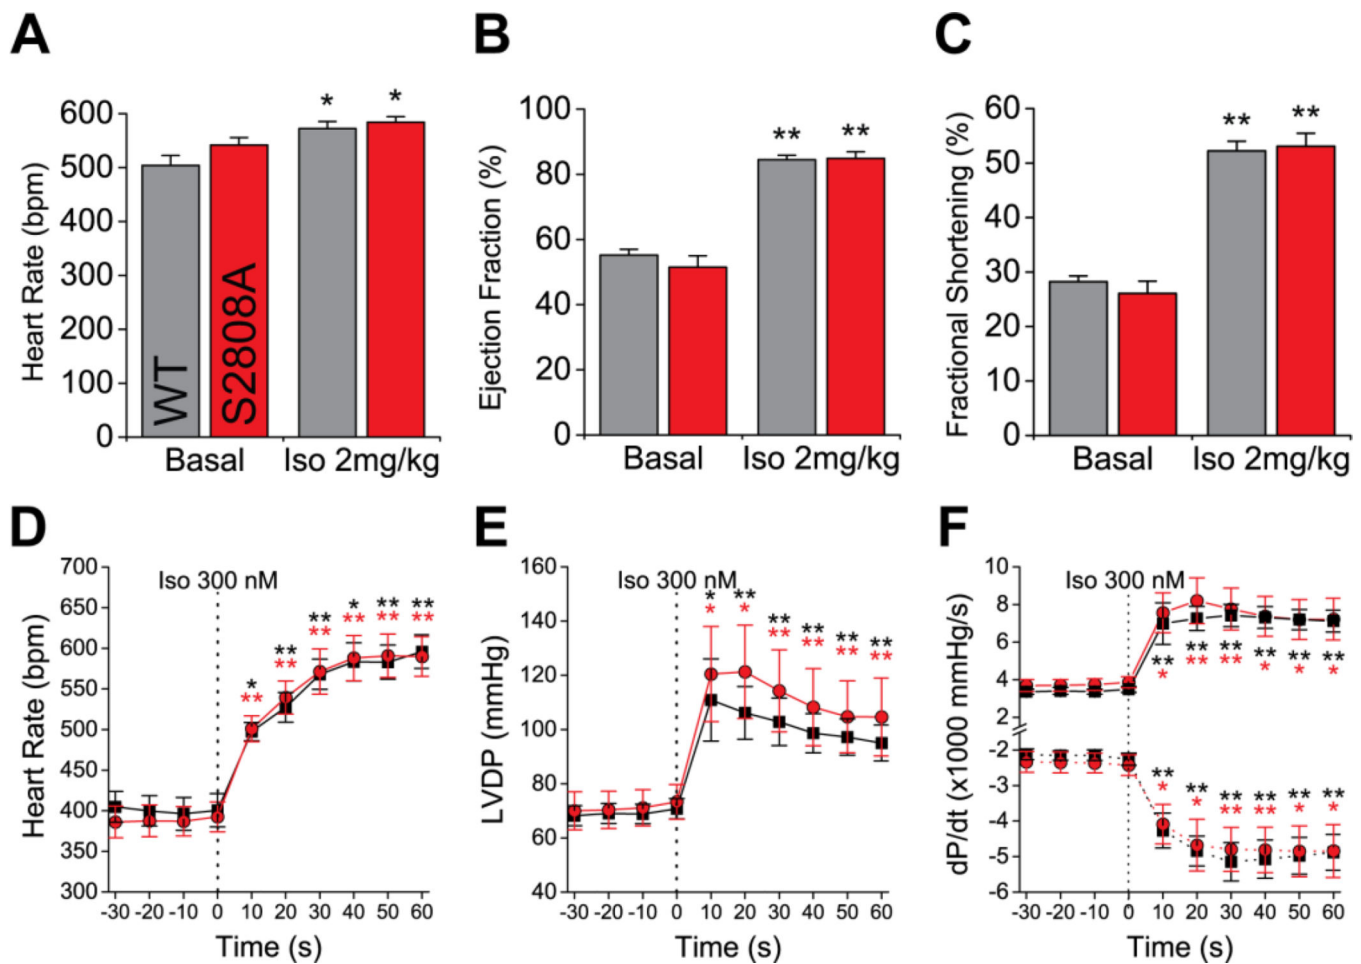 A
B
C
Heart Rate (bpm)
600
500
400
300
200
100
0
WT
S2808A
*
*
Basal
Iso 2mg/kg
Ejection Fraction (%)
100
80
60
40
20
0
**
**
Basal
Iso 2mg/kg
Fractional Shortening (%)
60
50
40
30
20
10
0
**
**
Basal
Iso 2mg/kg
D
E
F
Heart Rate (bpm)
700
650
600
550
500
450
400
350
300
Iso 300 nM
* ** ** * ** **
** ** ** ** ** **
-30 -20 -10 0 10 20 30 40 50 60
Time (s)
LVDP (mmHg)
160
140
120
100
80
60
40
Iso 300 nM
* ** ** ** ** **
* * ** ** ** **
-30 -20 -10 0 10 20 30 40 50 60
Time (s)
dP/dt (x1000 mmHg/s)
10
8
6
4
2
-2
-3
-4
-5
-6
Iso 300 nM
** ** ** ** ** **
* ** ** * * *
** ** ** ** ** **
* * ** ** * *
-30 -20 -10 0 10 20 30 40 50 60
Time (s)